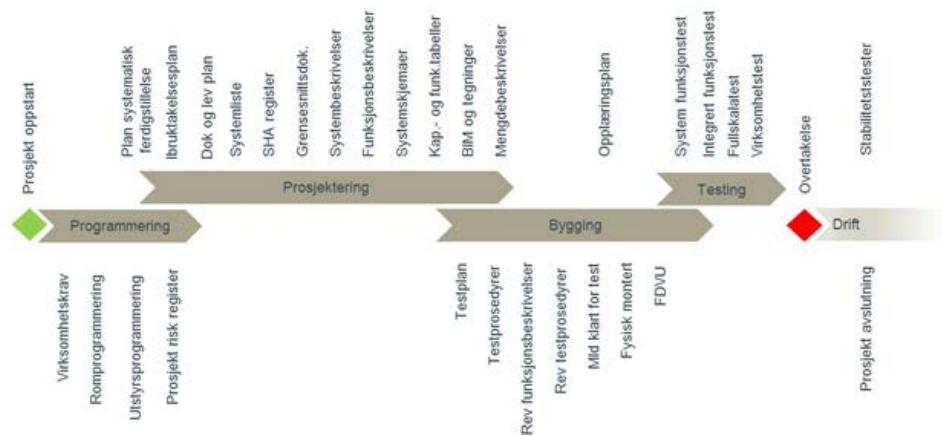 Prosjekt oppstart
Plan systematisk
ferdigstillelse
Ibruktakelsesplan
Dok og lev plan
Systemliste
SHA register
Grensesnittsdok.
Systembeskrivelser
Funksjonsbeskrivelser
Systemskjemaer
Kap.- og funk.tabeller
BIM og tegninger
Mengdebeskrivelser
Opplæringsplan
System funksjonstest
Integrert funksjonstest
Fullskalatest
Virksomhetstest
Overtakelse
Stabilitetststester
Prosjektering
Testing
Programmering
Bygging
Drift
Virksomhetskrav
Romprogrammering
Utstyrsprogrammering
Prosjekt risk register
Testplan
Testprosedyrer
Rev funksjonsbeskrivelser
Rev testprosedyrer
Mld klart for test
Fysisk montert
FDVU
Prosjekt avslutning